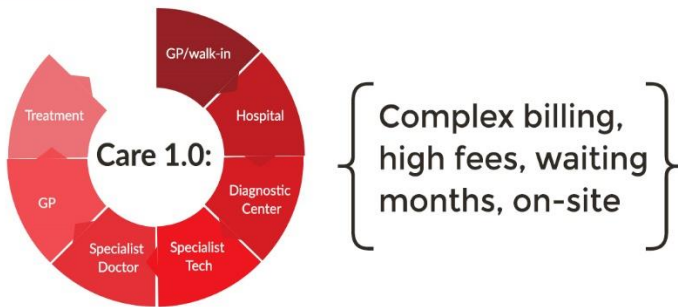 GP/walk-in
Hospital
Diagnostic
Center
Specialist
Tech
Specialist
Doctor
GP
Treatment
Care 1.0:
Complex billing,
high fees, waiting
months, on-site